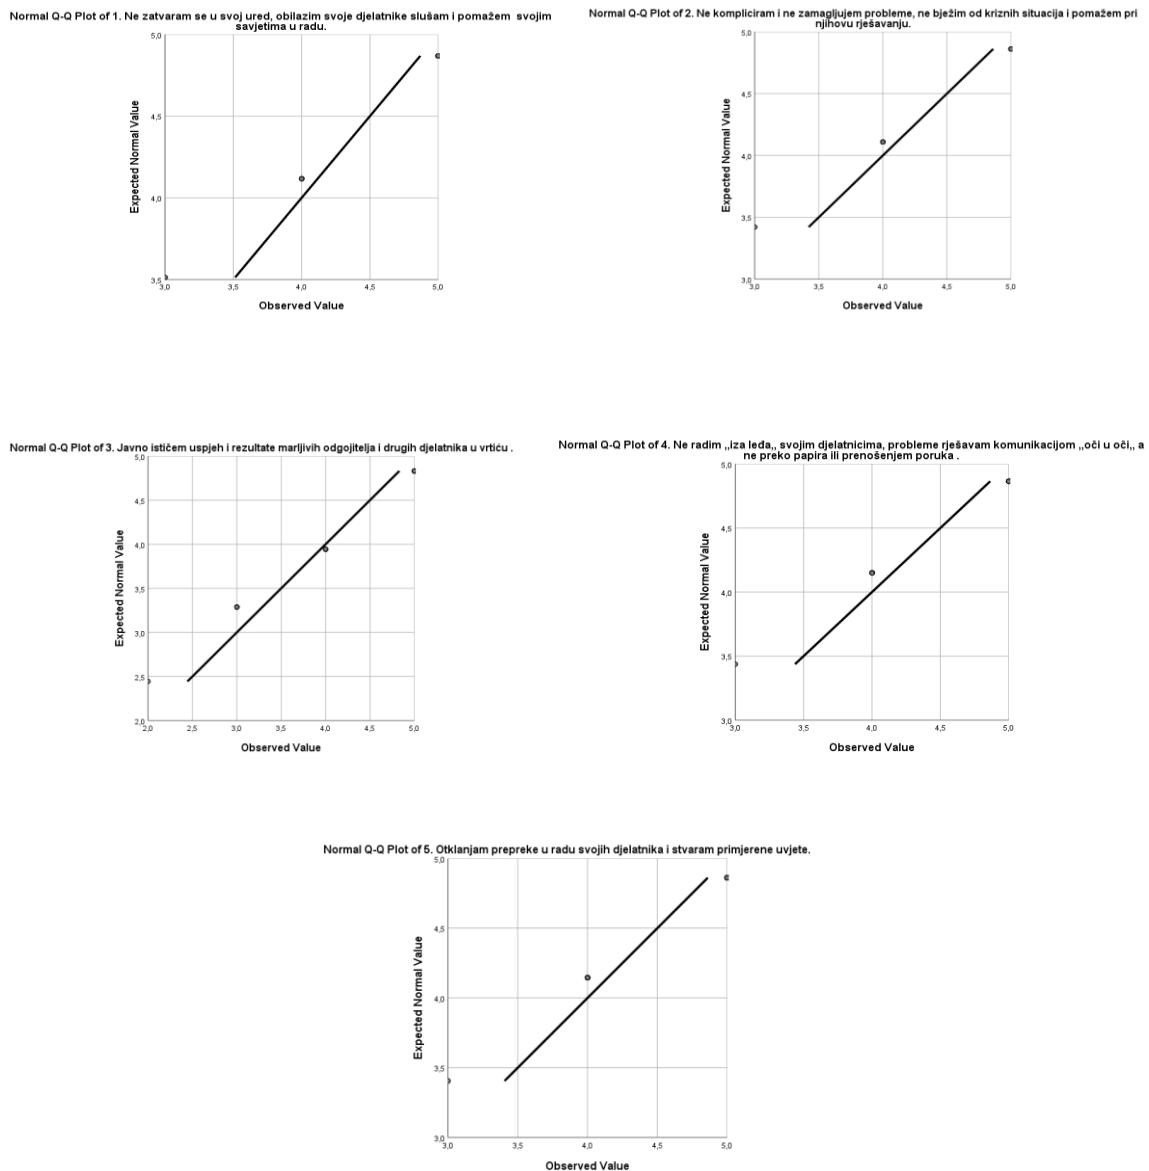 Normal Q-Q Plot of 1. Ne zatvaram se u svoj ured, obilazim svoje djelatnike slušam i pomažem svojim
savjetima u radu.
5,0
4,5
4,0
3,5
Expected Normal Value
3,0 3,5 4,0 4,5 5,0
Observed Value
Normal Q-Q Plot of 2. Ne kompliciram i ne zamagljujem probleme, ne bježim od kriznih situacija i pomažem pri
njihovu rješavanju.
5,0
4,5
4,0
3,5
3,0
Expected Normal Value
3,0 3,5 4,0 4,5 5,0
Observed Value
Normal Q-Q Plot of 3. Javno ističem uspjeh i rezultate marljivih odgojitelja i drugih djelatnika u vrtiću .
5,0
4,5
4,0
3,5
3,0
2,5
2,0
Expected Normal Value
2,0 2,5 3,0 3,5 4,0 4,5 5,0
Observed Value
Normal Q-Q Plot of 4. Ne radim ,,iza leđa,, svojim djelatnicima, probleme rješavam komunikacijom ,,oči u oči,, a
ne preko papira ili prenošenjem poruka .
5,0
4,5
4,0
3,5
3,0
Expected Normal Value
3,0 3,5 4,0 4,5 5,0
Observed Value
Normal Q-Q Plot of 5. Otklanjam prepreke u radu svojih djelatnika i stvaram primjerene uvjete.
5,0
4,5
4,0
3,5
3,0
Expected Normal Value
3,0 3,5 4,0 4,5 5,0
Observed Value